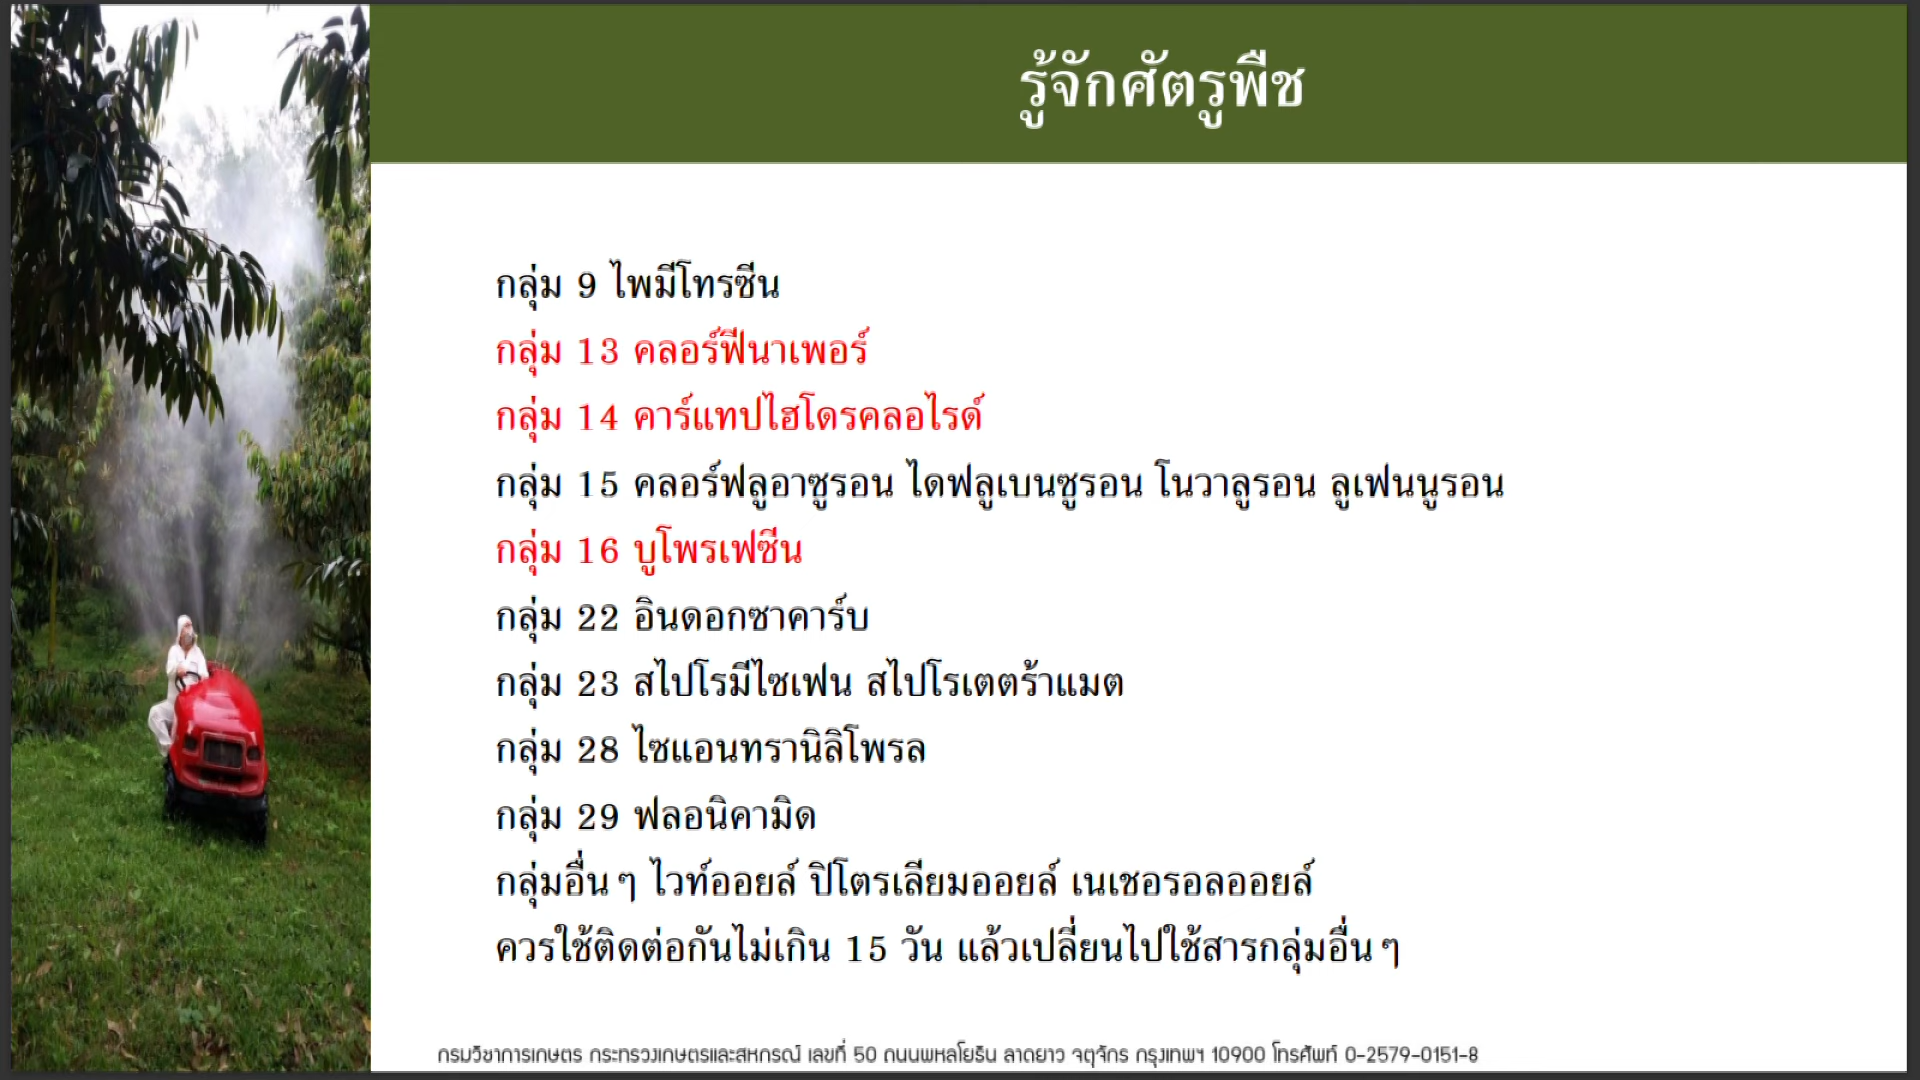 รู้จักศัตรูพืช
กลุ่ม 9 ไพมีโทรซีน
กลุ่ม 13 คลอร์ฟีนาเพอร์
กลุ่ม 14 คาร์แทปไฮโดรคลอไรด์
กลุ่ม 15 คลอร์ฟลูอาซูรอน ไดฟลูเบนซูรอน โนวาลูรอน ลูเฟนนูรอน
กลุ่ม 16 บูโพรเฟซีน
กลุ่ม 22 อินดอกซาคาร์บ
กลุ่ม 23 สไปโรมีไซเฟน สไปโรเตตร้าแมต
กลุ่ม 28 ไซแอนทรานิลิโพรล
กลุ่ม 29 ฟลอนิคามิด
กลุ่มอื่นๆ ไวท์ออยล์ ปิโตรเลียมออยล์ เนเชอรอลออยล์
ควรใช้ติดต่อกันไม่เกิน 15 วัน แล้วเปลี่ยนไปใช้สารกลุ่มอื่นๆ
กรมวิชาการเกษตร กระทรวงเกษตรและสหกรณ์ เลขที่ 50 ถนนพหลโยธิน ลาดยาว จตุจักร กรุงเทพฯ 10900 โทรศัพท์ 0-2579-0151-8